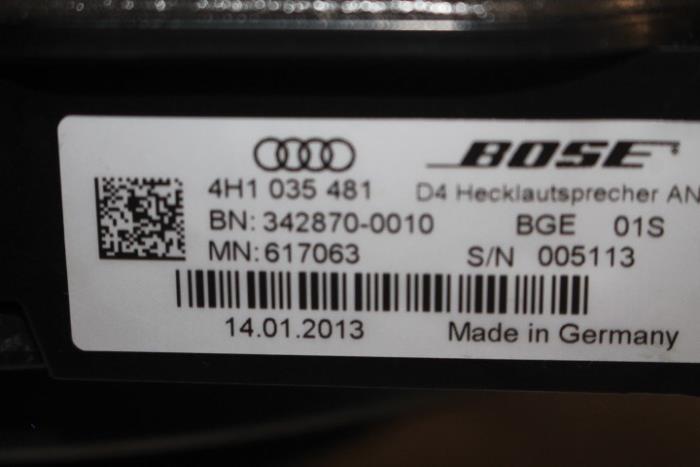 BOSE
4H1 035 481 D4 Hecklautsprecher AN
BN: 342870-0010 BGE 01S
MN: 617063 S/N 005113
14.01.2013 Made in Germany